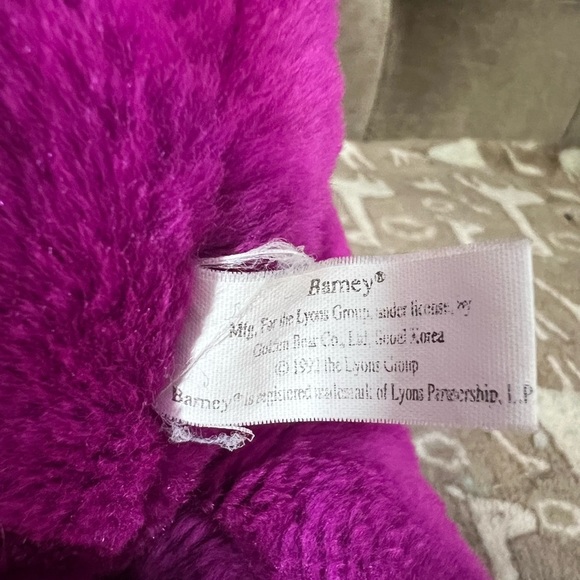 Barney®
Mfg. For the Lyons Group, under license, by
Golden Bear Co., Ltd. Seoul Korea
© 1992 the Lyons Group
Barney® is registered trademark of Lyons Partnership, L.P